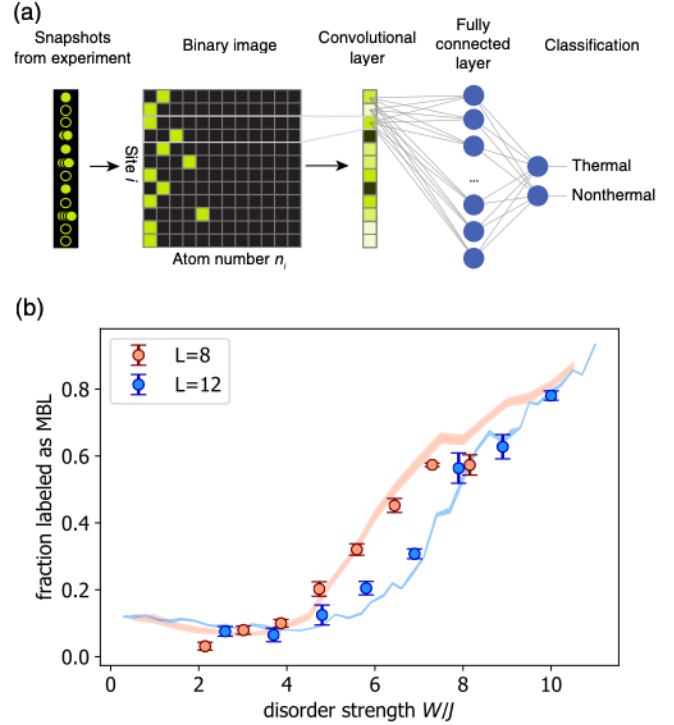 (a)
Snapshots
from experiment
Binary image
Convolutional
layer
Fully
connected
layer
Classification
Site i
Atom number nᵢ
...
Thermal
Nonthermal
(b)
L=8
L=12
fraction labeled as MBL
0.8
0.6
0.4
0.2
0.0
0 2 4 6 8 10
disorder strength W/J